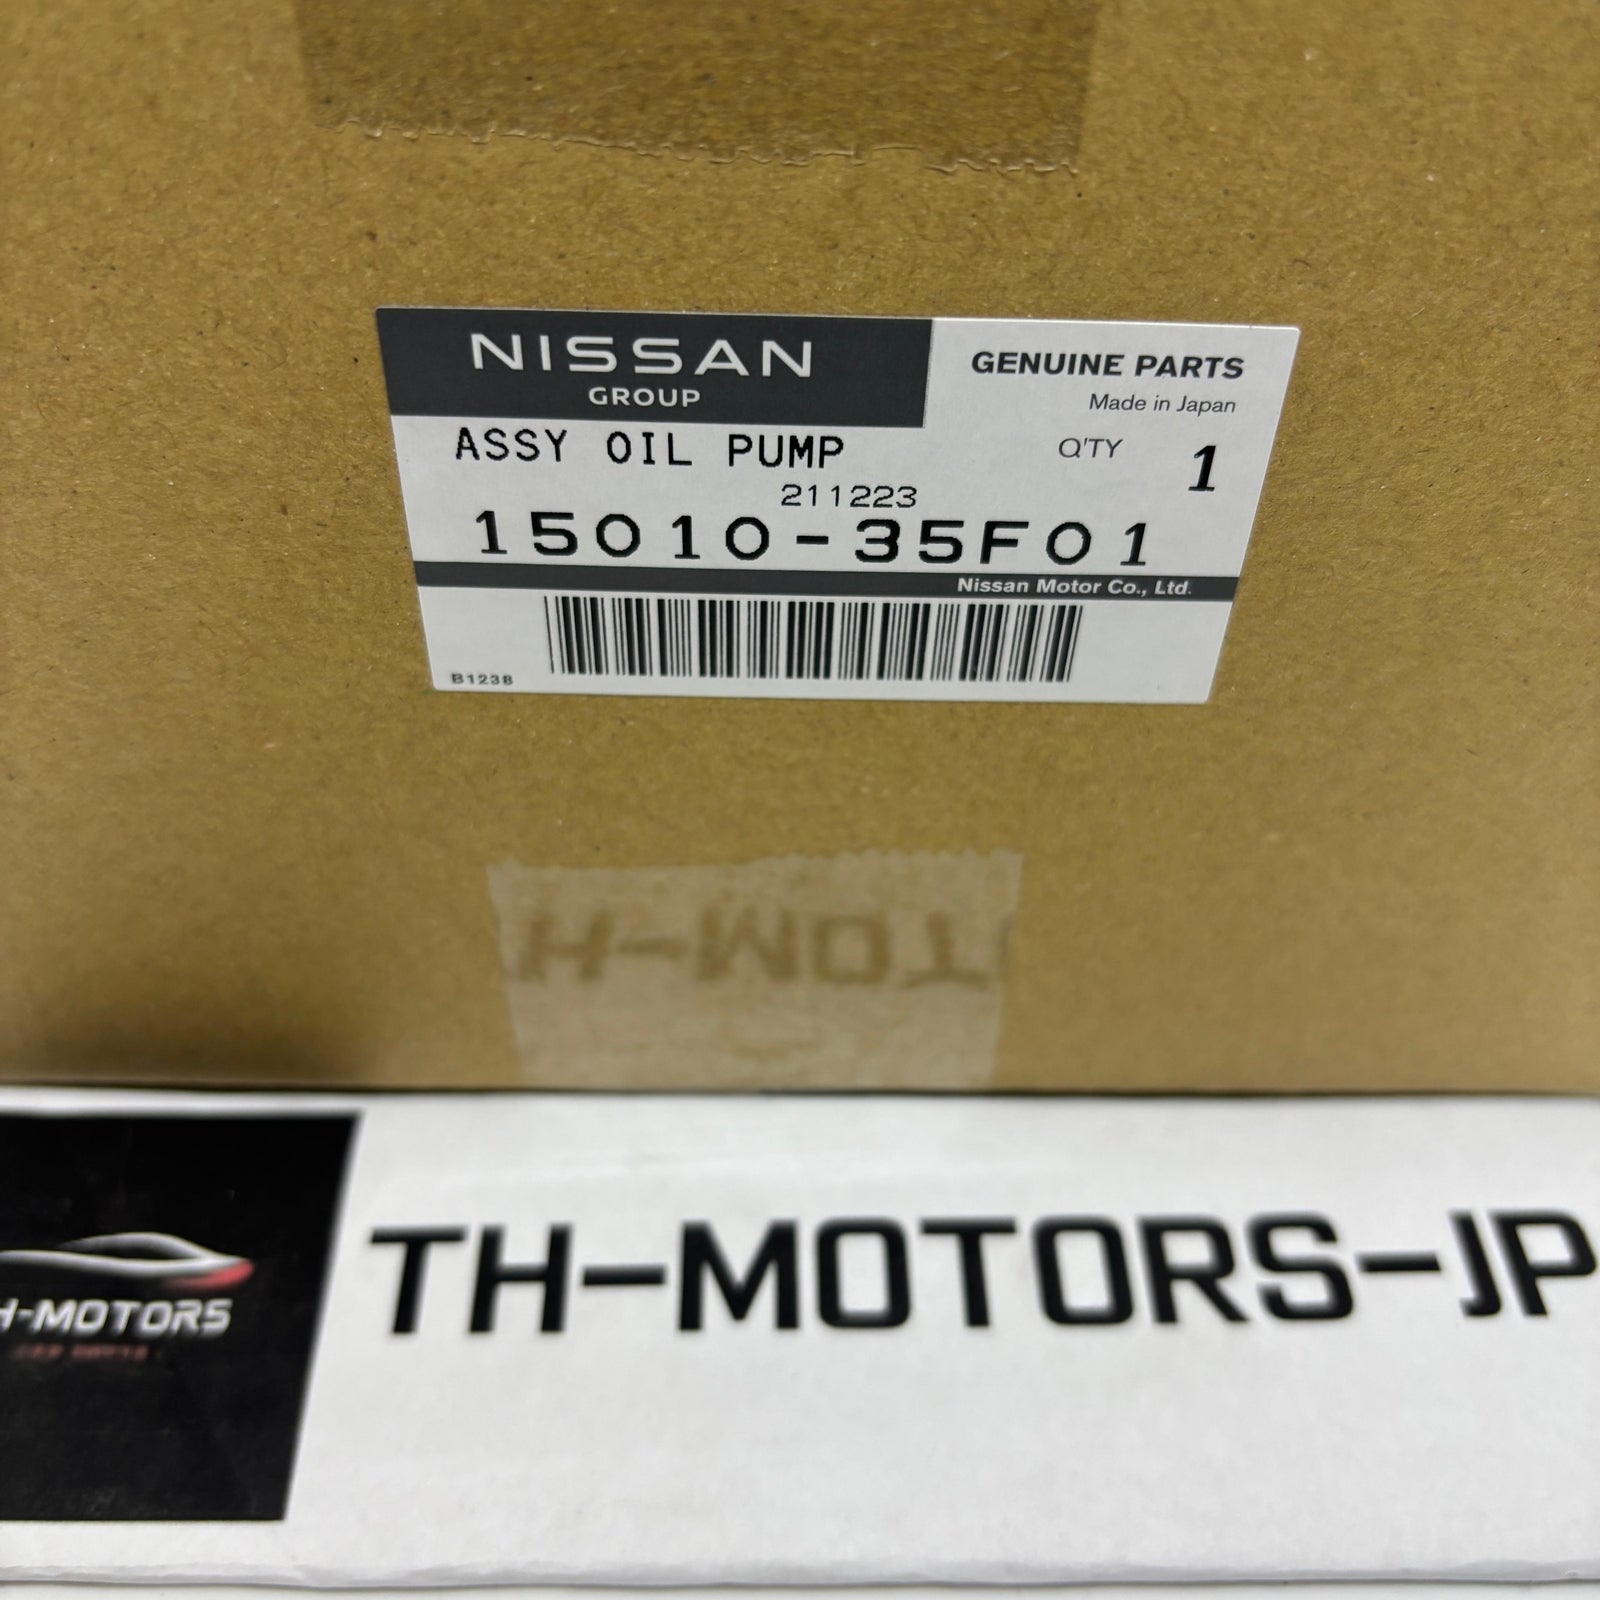 NISSAN
GROUP
GENUINE PARTS
Made in Japan
ASSY OIL PUMP
Q'TY 1
211223
15010-35F01
Nissan Motor Co., Ltd.
B1238
H-MOT
TH-MOTORS-JP
H-MOTORS